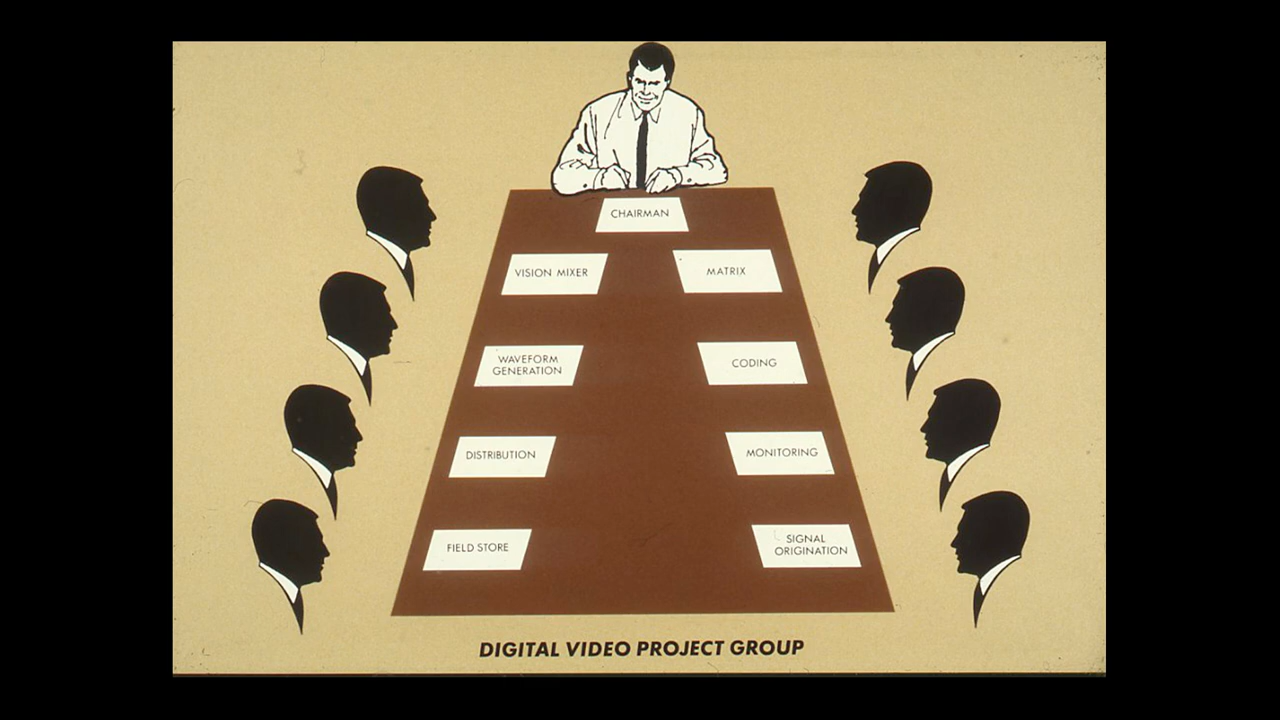 CHAIRMAN
VISION MIXER
MATRIX
WAVEFORM
GENERATION
CODING
DISTRIBUTION
MONITORING
FIELD STORE
SIGNAL
ORIGINATION
DIGITAL VIDEO PROJECT GROUP